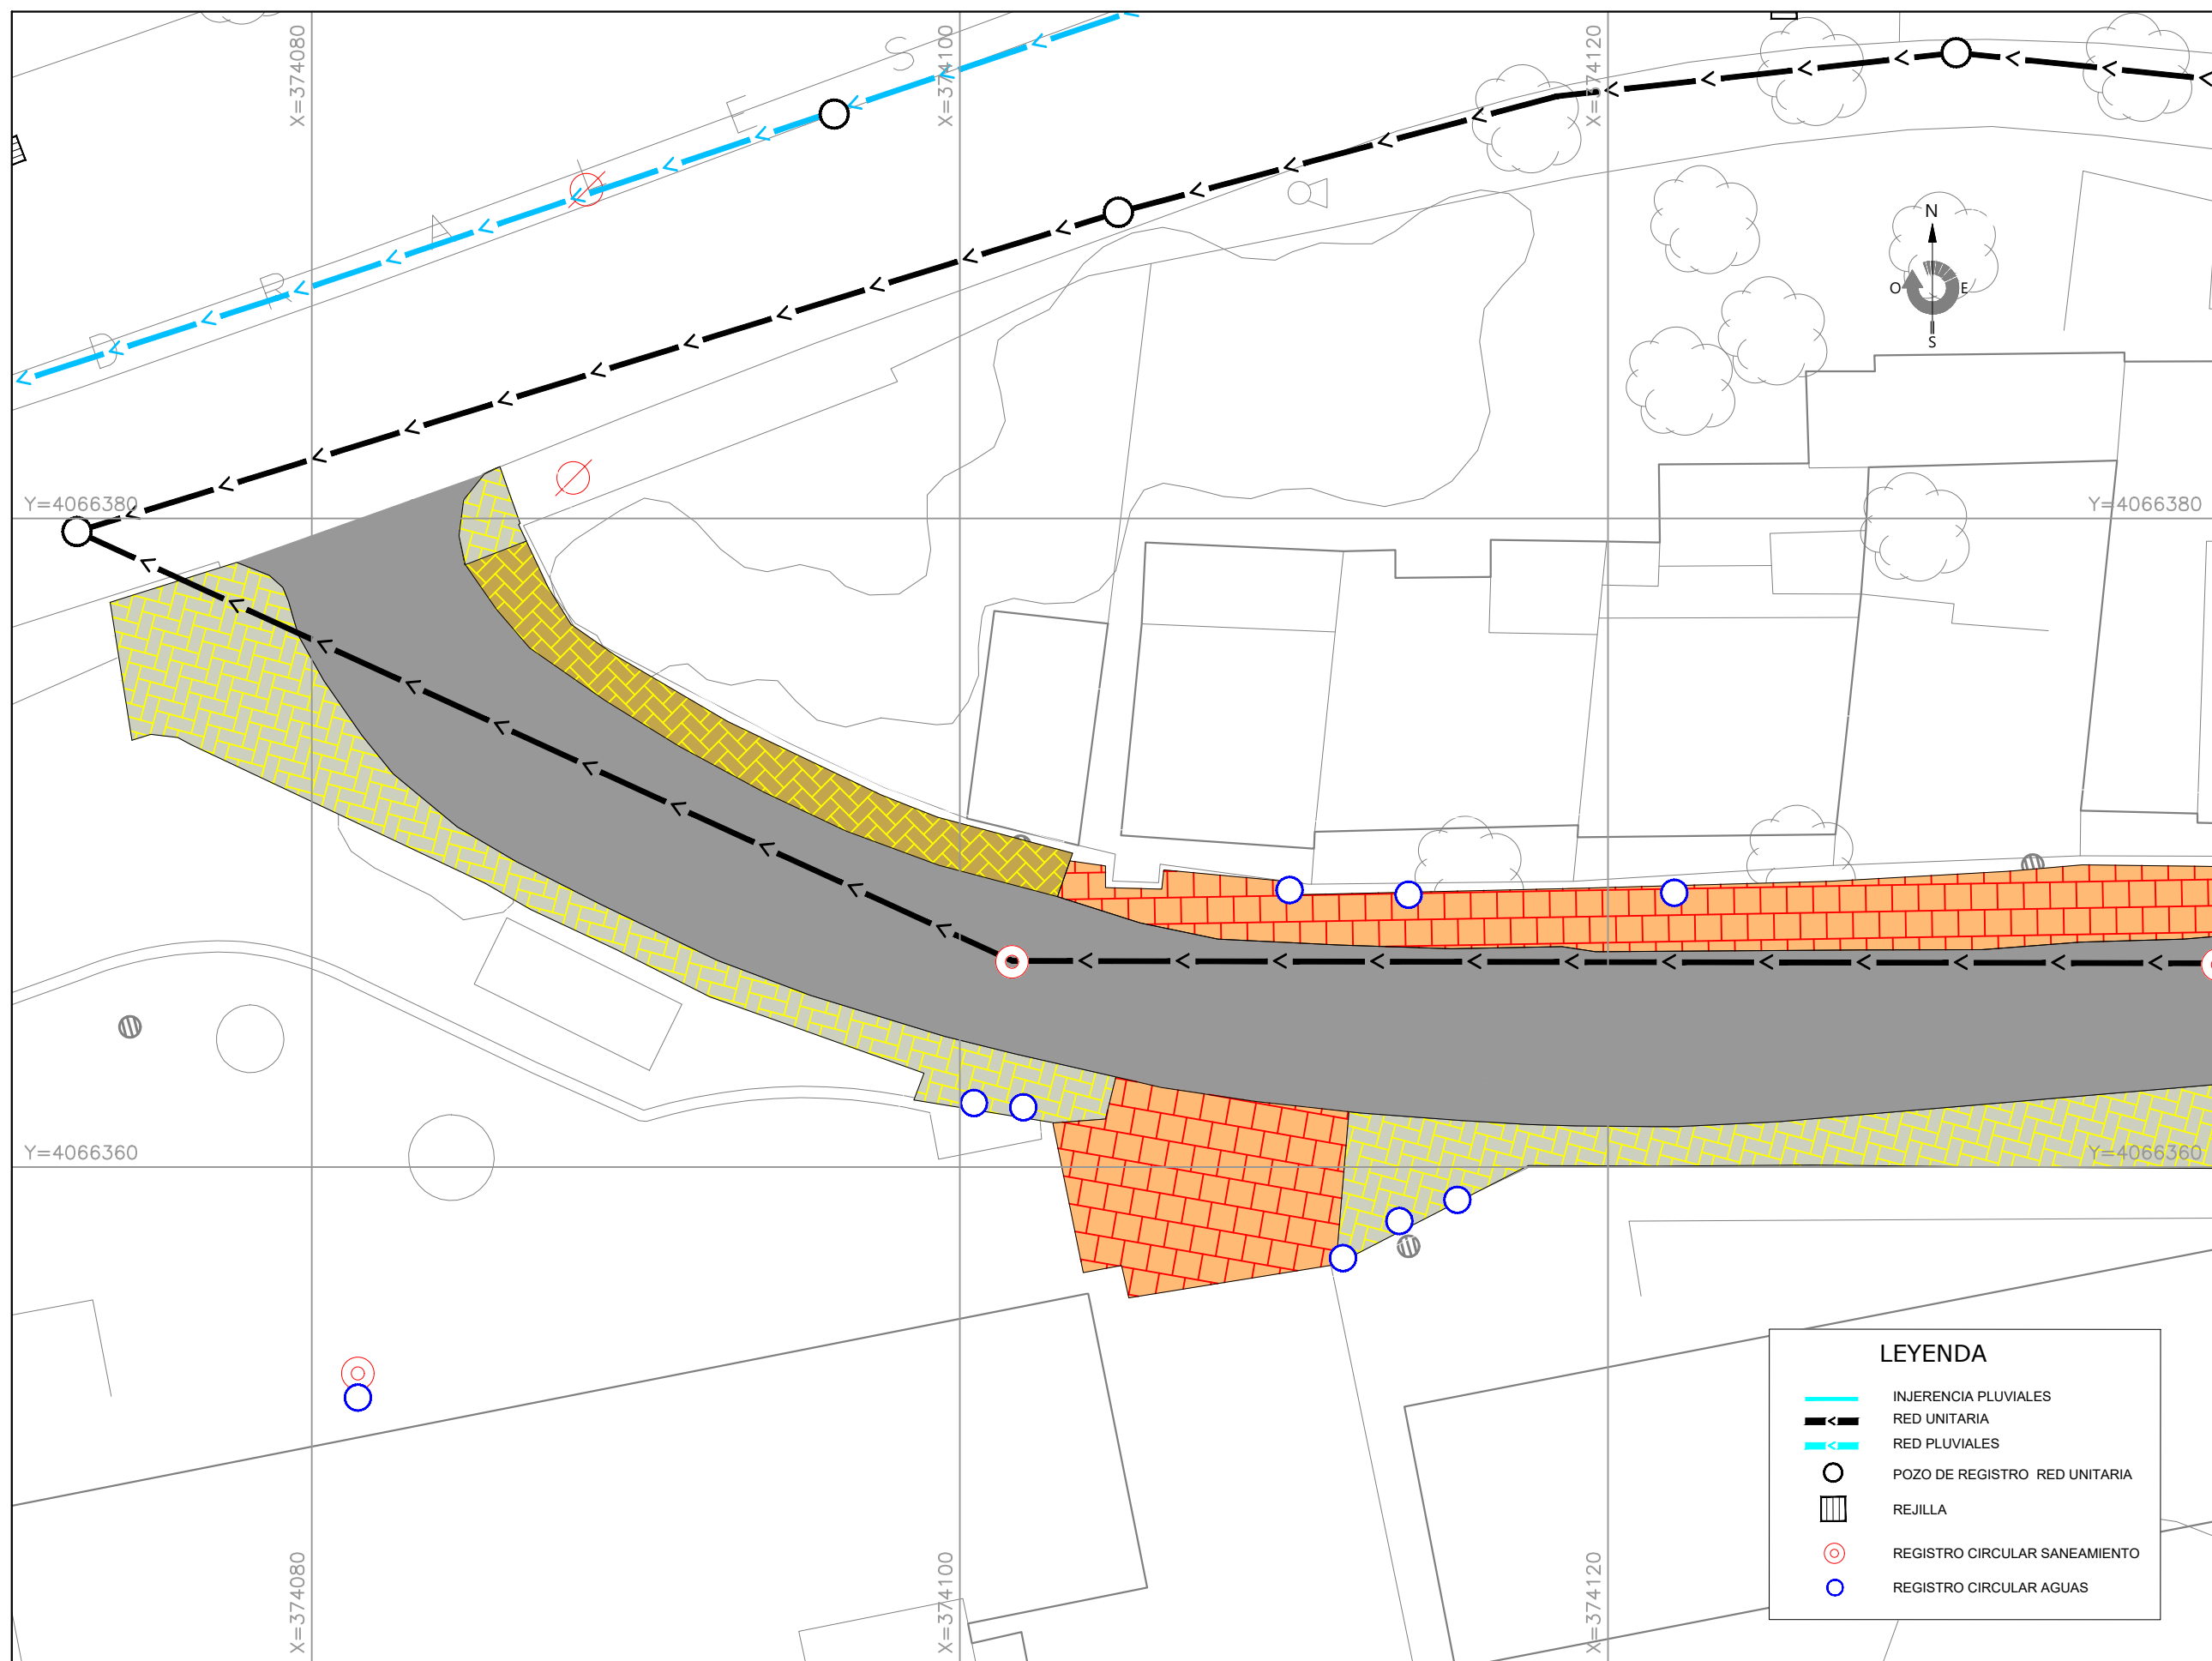 X=374080
X=374100
X=374120
D R A L S
N
O E
S
Y=4066380
Y=4066380
Y=4066360
Y=4066360
LEYENDA
INJERENCIA PLUVIALES
RED UNITARIA
RED PLUVIALES
POZO DE REGISTRO RED UNITARIA
REJILLA
REGISTRO CIRCULAR SANEAMIENTO
REGISTRO CIRCULAR AGUAS
X=374080
X=374100
X=374120